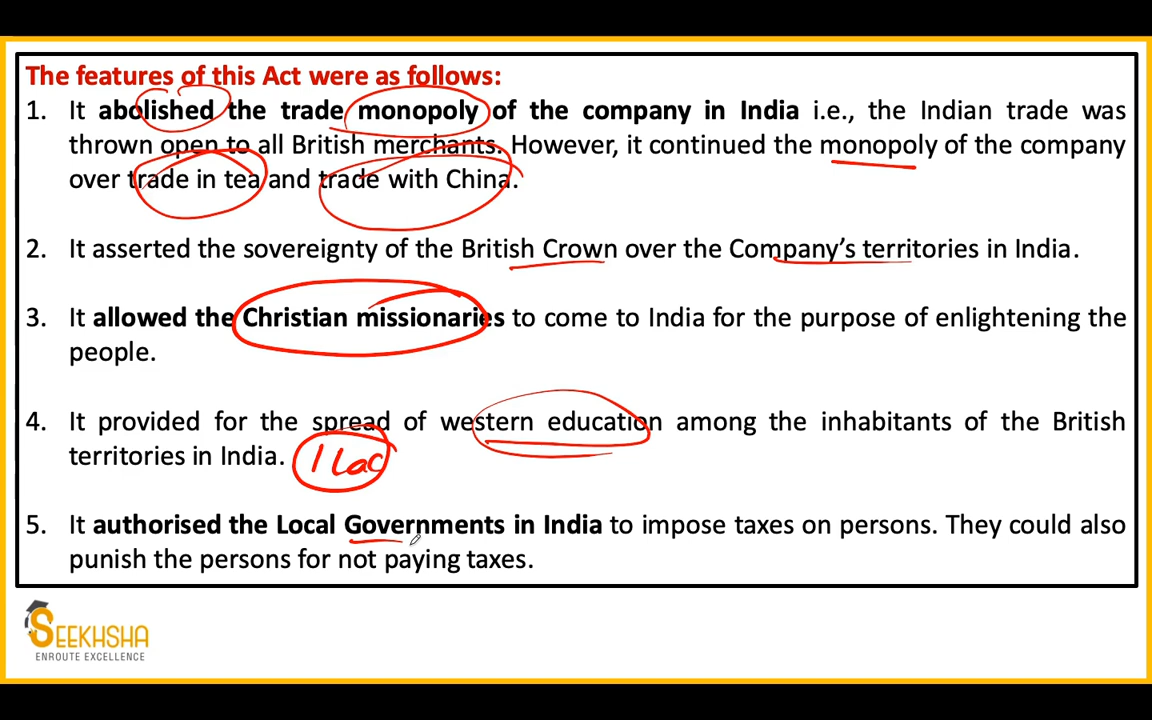 The features of this Act were as follows:
1. It abolished the trade monopoly of the company in India i.e., the Indian trade was
thrown open to all British merchants. However, it continued the monopoly of the company
over trade in tea and trade with China.
2. It asserted the sovereignty of the British Crown over the Company's territories in India.
3. It allowed the Christian missionaries to come to India for the purpose of enlightening the
people.
4. It provided for the spread of western education among the inhabitants of the British
territories in India. 1 Lac
5. It authorised the Local Governments in India to impose taxes on persons. They could also
punish the persons for not paying taxes.
SEEKHSHA
ENROUTE EXCELLENCE